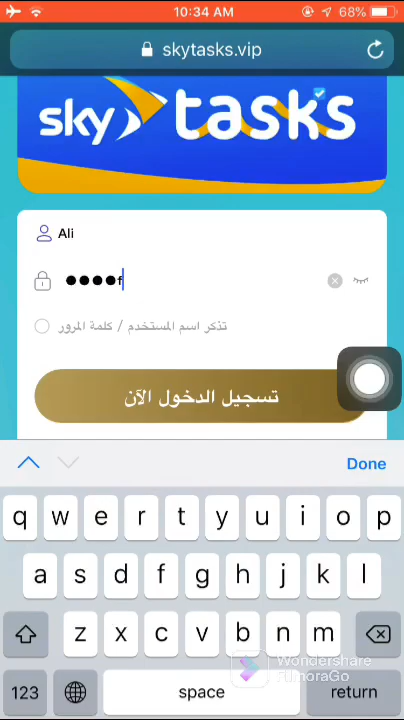 10:34 AM
68%
skytasks.vip
sky tasks
Ali
●●●●f
تذكر اسم المستخدم / كلمة المرور
تسجيل الدخول الآن
Done
q w e r t y u i o p
a s d f g h j k l
z x c v b n m
Wondershare
FilmoraGo
123 space return